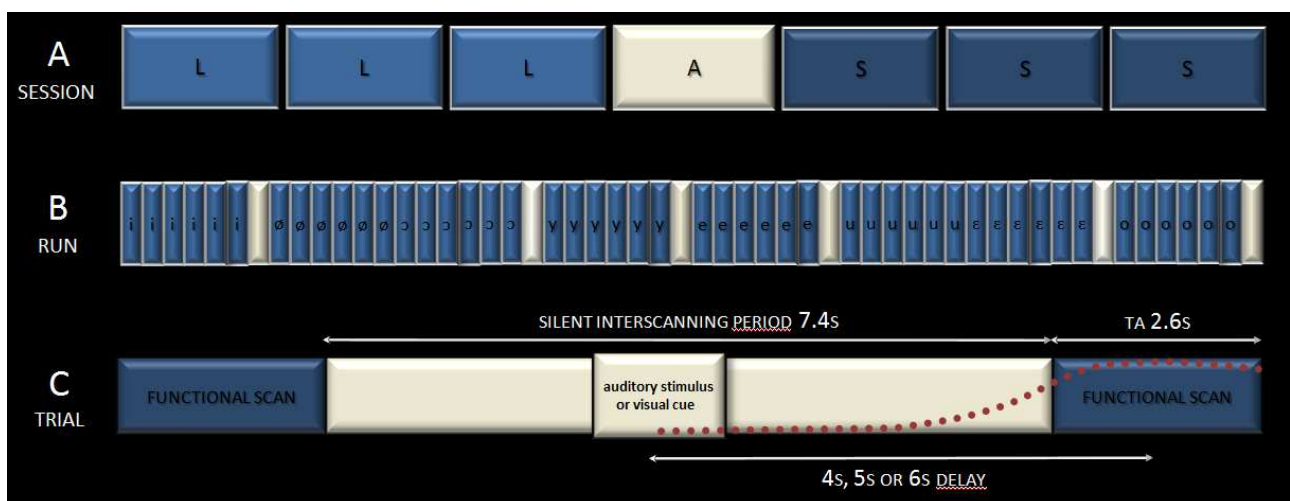 A
SESSION
L L L A S S S
B
RUN
i i i i i i ø ø ø ø ø ø ɔ ɔ ɔ ɔ ɔ ɔ y y y y y y e e e e e e u u u u u u ɛ ɛ ɛ ɛ ɛ ɛ o o o o o o
SILENT INTERSCANNING PERIOD 7.4S
TA 2.6S
C
TRIAL
FUNCTIONAL SCAN
auditory stimulus
or visual cue
FUNCTIONAL SCAN
4S, 5S OR 6S DELAY